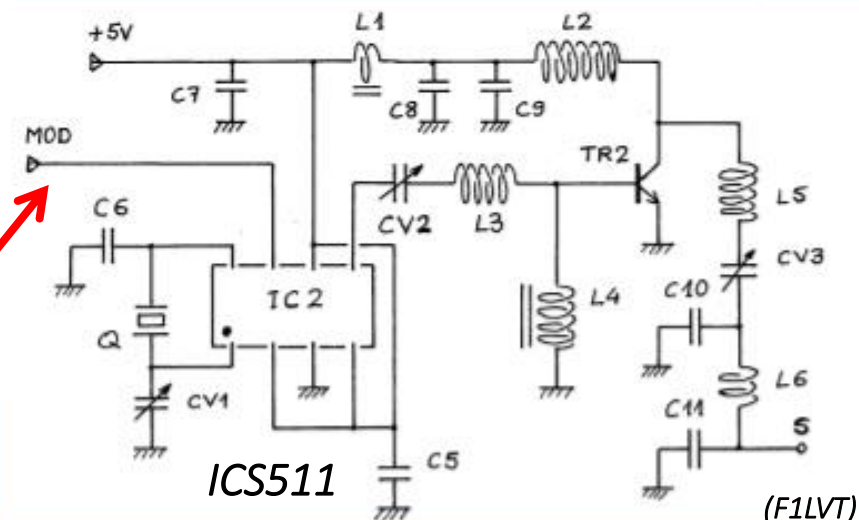 +5V
L1
L2
C7
C8
C9
MOD
TR2
C6
CV2
L3
L5
CV3
IC2
L4
C10
Q
CV1
L6
C11
S
C5
ICS511
(F1LVT)